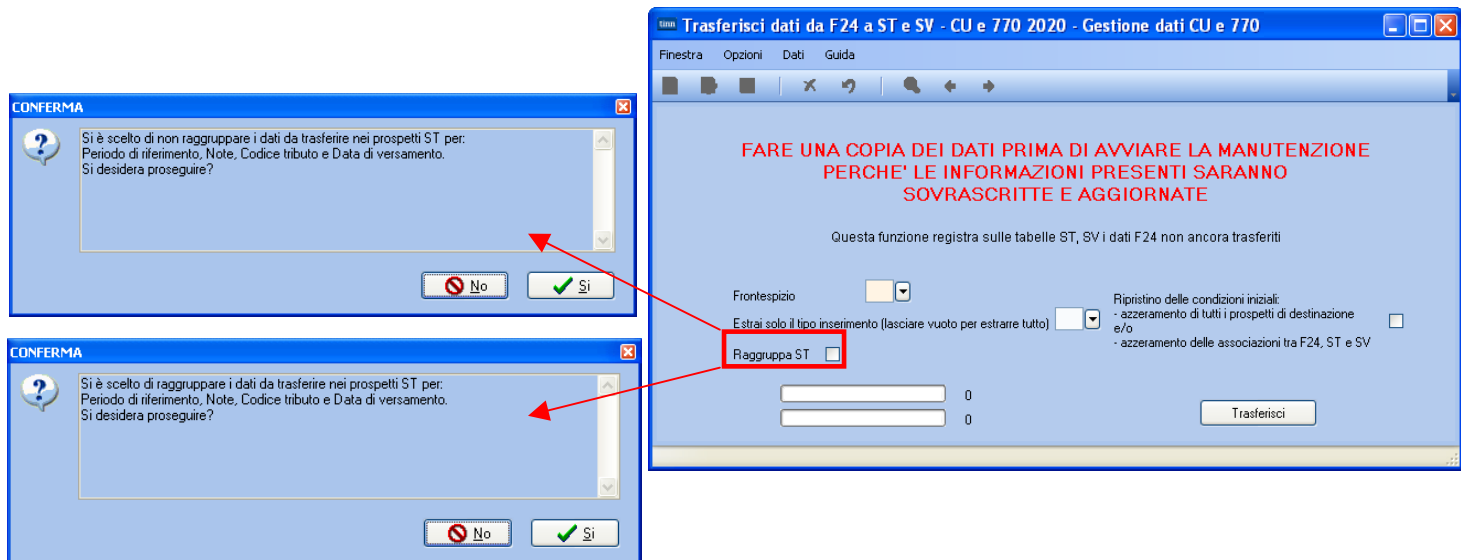 tinn Trasferisci dati da F24 a ST e SV - CU e 770 2020 - Gestione dati CU e 770
Finestra Opzioni Dati Guida
FARE UNA COPIA DEI DATI PRIMA DI AVVIARE LA MANUTENZIONE
PERCHE' LE INFORMAZIONI PRESENTI SARANNO
SOVRASCRITTE E AGGIORNATE
Questa funzione registra sulle tabelle ST, SV i dati F24 non ancora trasferiti
Frontespizio
Estrai solo il tipo inserimento (lasciare vuoto per estrarre tutto)
Raggruppa ST
Ripristino delle condizioni iniziali:
- azzeramento di tutti i prospetti di destinazione
e/o
- azzeramento delle associazioni tra F24, ST e SV
0
0
Trasferisci
CONFERMA
Si è scelto di non raggruppare i dati da trasferire nei prospetti ST per:
Periodo di riferimento, Note, Codice tributo e Data di versamento.
Si desidera proseguire?
No Si
CONFERMA
Si è scelto di raggruppare i dati da trasferire nei prospetti ST per:
Periodo di riferimento, Note, Codice tributo e Data di versamento.
Si desidera proseguire?
No Si